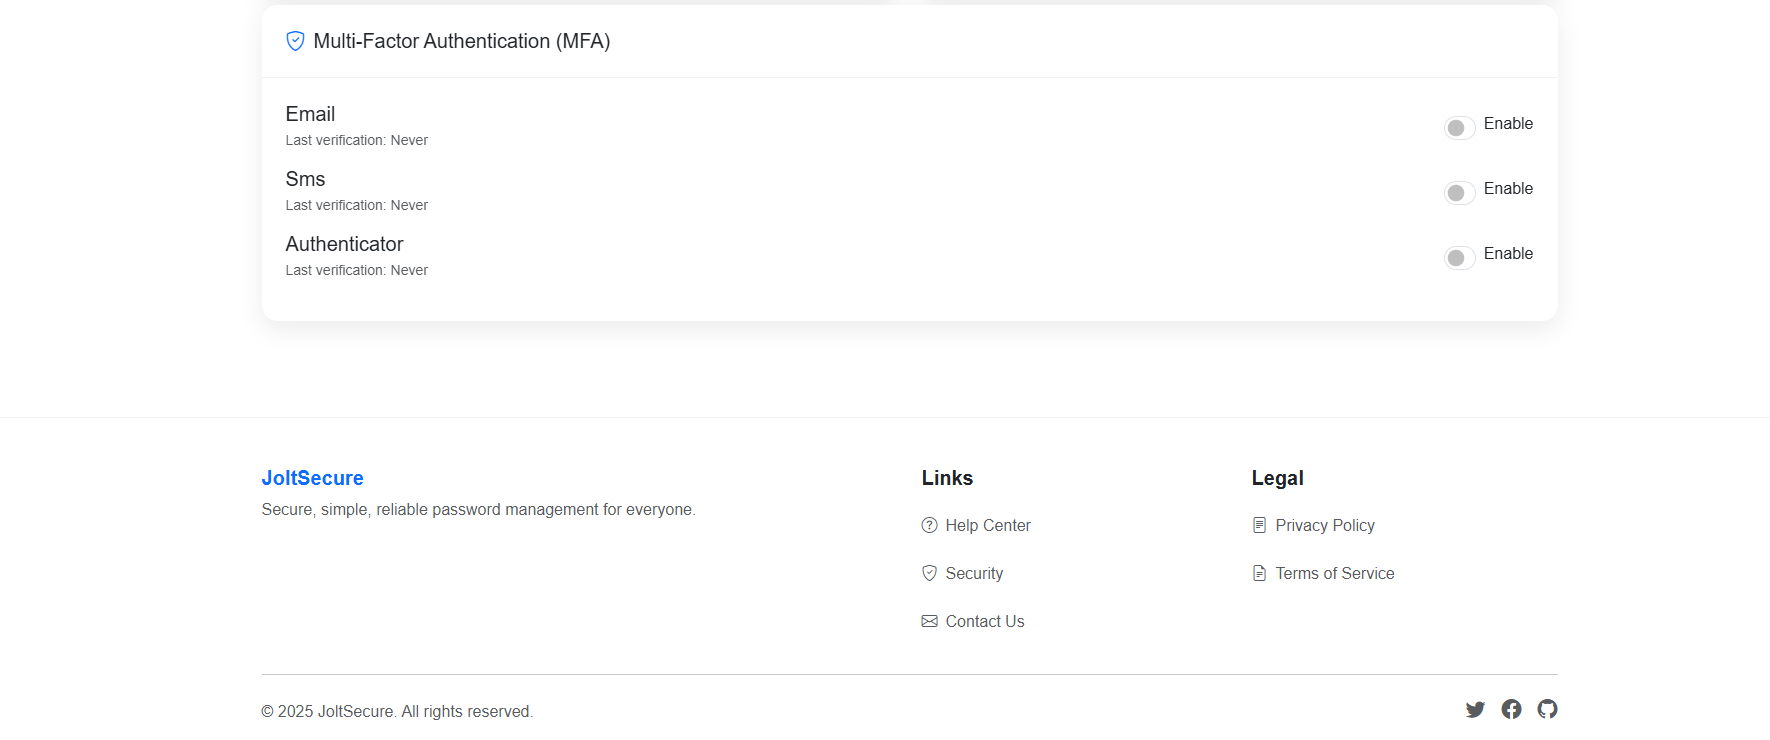 Multi-Factor Authentication (MFA)
Email
Last verification: Never
Enable
Sms
Last verification: Never
Enable
Authenticator
Last verification: Never
Enable
JoltSecure
Secure, simple, reliable password management for everyone.
Links
Help Center
Security
Contact Us
Legal
Privacy Policy
Terms of Service
© 2025 JoltSecure. All rights reserved.